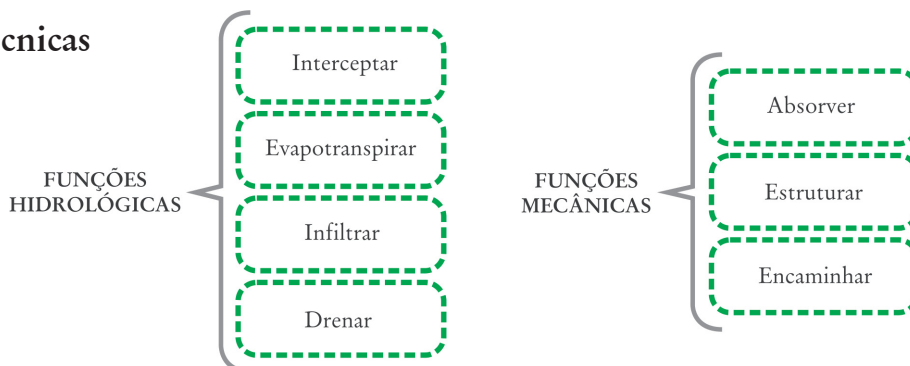 cnicas
FUNÇÕES
HIDROLÓGICAS
Interceptar
Evapotranspirar
Infiltrar
Drenar
FUNÇÕES
MECÂNICAS
Absorver
Estruturar
Encaminhar